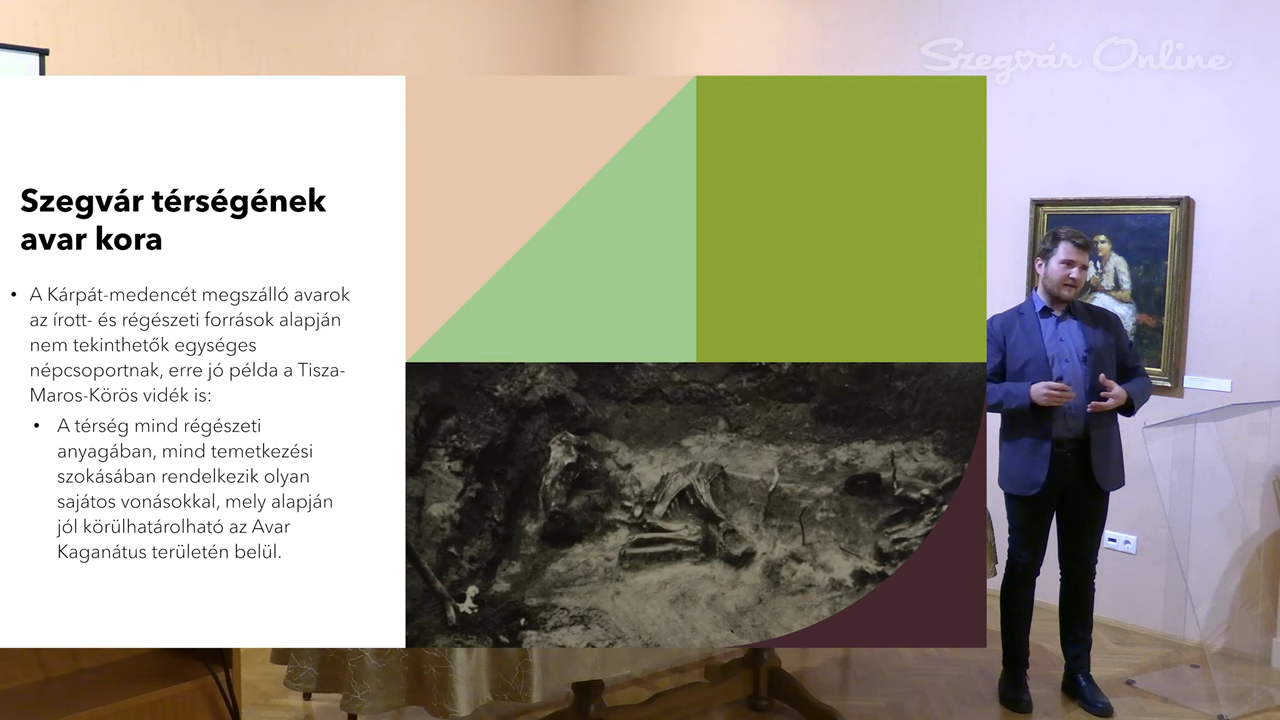 Szegvár Online
Szegvár térségének
avar kora
• A Kárpát-medencét megszálló avarok
az írott- és régészeti források alapján
nem tekinthetők egységes
népcsoportnak, erre jó példa a Tisza-
Maros-Körös vidék is:
• A térség mind régészeti
anyagában, mind temetkezési
szokásában rendelkezik olyan
sajátos vonásokkal, mely alapján
jól körülhatárolható az Avar
Kaganátus területén belül.